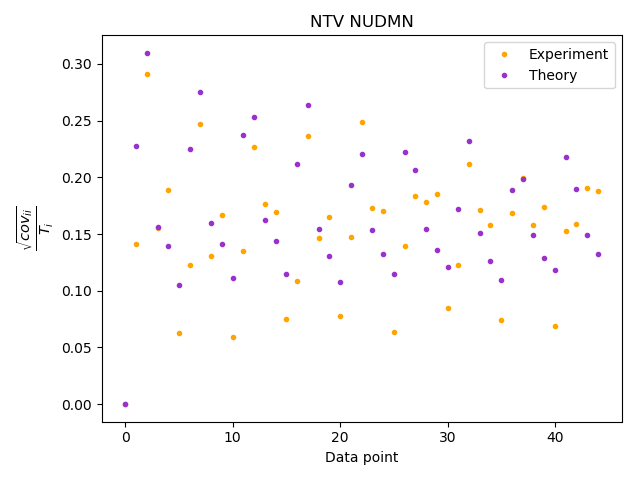 NTV NUDMN
Experiment
Theory
0.30
0.25
0.20
0.15
0.10
0.05
0.00
√cov_ii / T_i
0 10 20 30 40
Data point